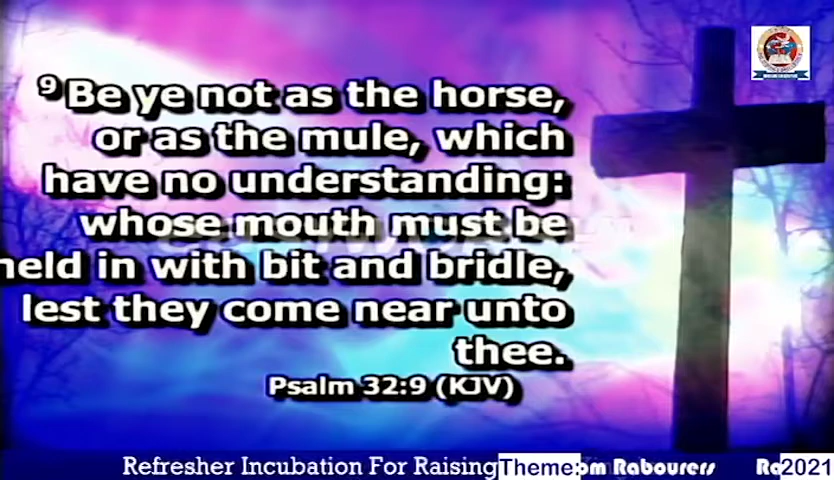 9 Be ye not as the horse,
or as the mule, which
have no understanding:
whose mouth must be
held in with bit and bridle,
lest they come near unto
thee.
Psalm 32:9 (KJV)
Refresher Incubation For Raising Theme: om Rabourers Ra 2021